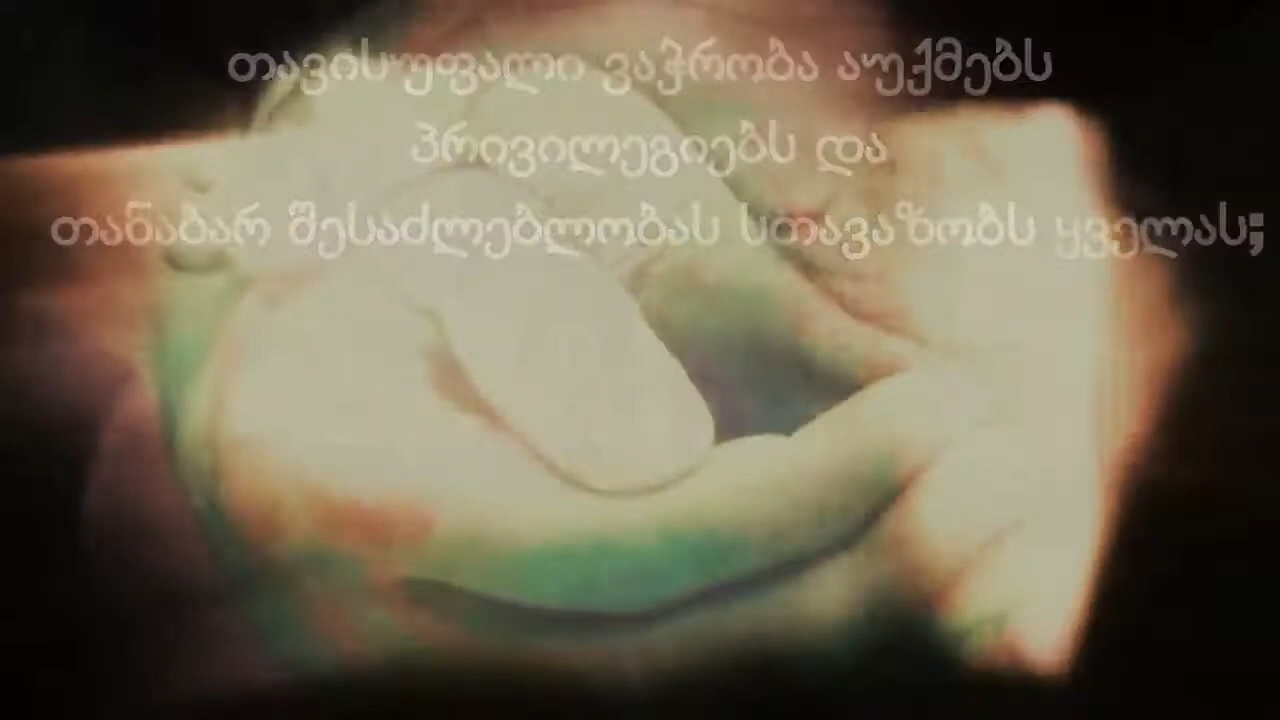 თავისუფალი ვაჭრობა აუქმებს
პრივილეგიებს და
თანაბარ შესაძლებლობას სთავაზობს ყველას;